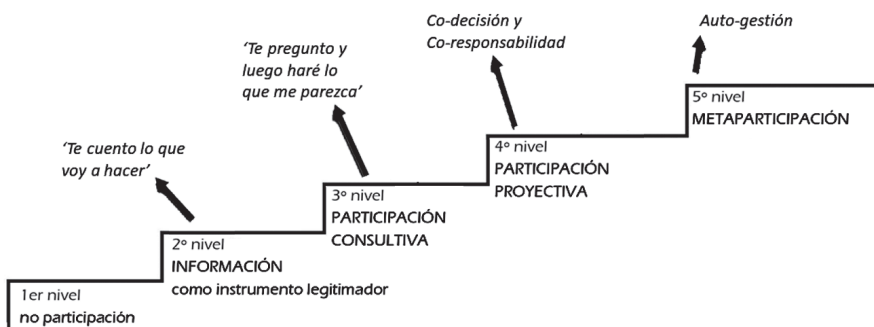 Auto-gestión
Co-decisión y
Co-responsabilidad
‘Te pregunto y
luego haré lo
que me parezca’
‘Te cuento lo que
voy a hacer’
5º nivel
METAPARTICIPACIÓN
4º nivel
PARTICIPACIÓN
PROYECTIVA
3º nivel
PARTICIPACIÓN
CONSULTIVA
2º nivel
INFORMACIÓN
como instrumento legitimador
1er nivel
no participación